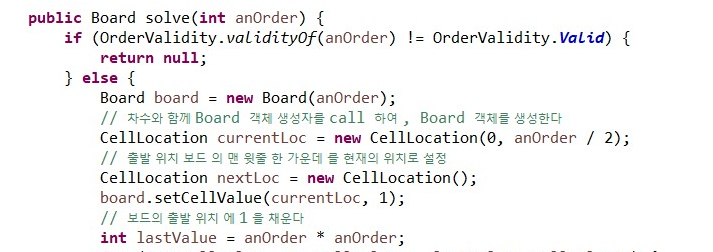 public Board solve(int anOrder) {
if (OrderValidity.validityOf(anOrder) != OrderValidity.Valid) {
return null;
} else {
Board board = new Board(anOrder);
// 차수와 함께 Board 객체 생성자를 call 하여 , Board 객체를 생성한다
CellLocation currentLoc = new CellLocation(0, anOrder / 2);
// 출발 위치 보드 의 맨 윗줄 한 가운데 를 현재의 위치로 설정
CellLocation nextLoc = new CellLocation();
board.setCellValue(currentLoc, 1);
// 보드의 출발 위치 에 1 을 채운다
int lastValue = anOrder * anOrder;